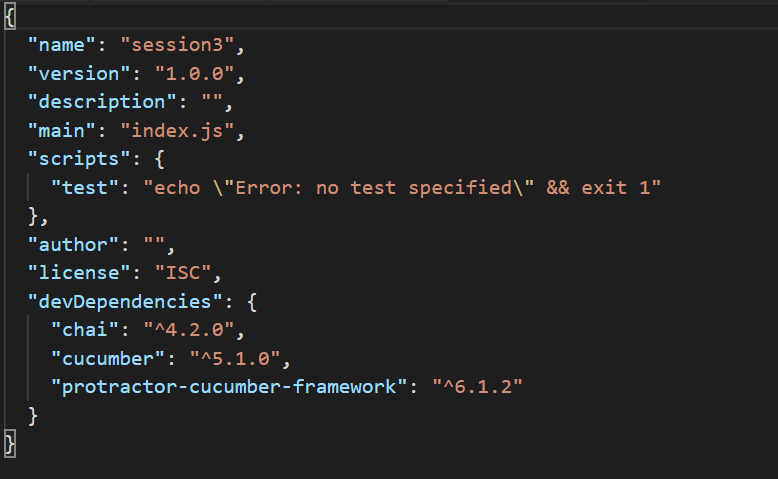 {
  "name": "session3",
  "version": "1.0.0",
  "description": "",
  "main": "index.js",
  "scripts": {
    "test": "echo \"Error: no test specified\" && exit 1"
  },
  "author": "",
  "license": "ISC",
  "devDependencies": {
    "chai": "^4.2.0",
    "cucumber": "^5.1.0",
    "protractor-cucumber-framework": "^6.1.2"
  }
}